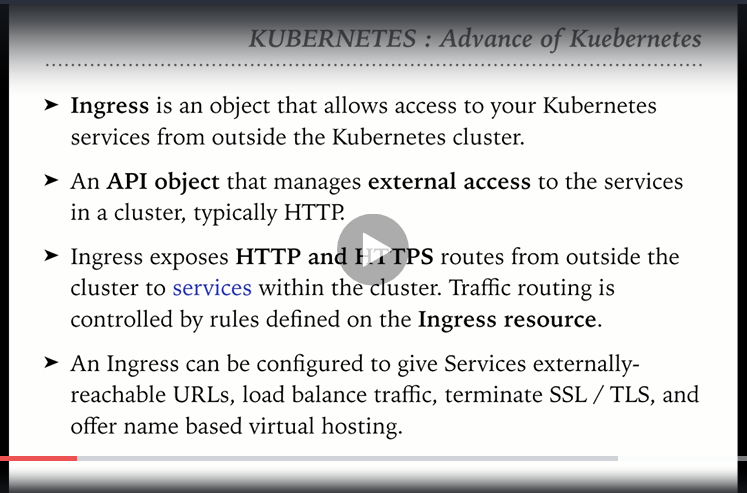 KUBERNETES : Advance of Kuebernetes
➤ Ingress is an object that allows access to your Kubernetes
services from outside the Kubernetes cluster.
➤ An API object that manages external access to the services
in a cluster, typically HTTP.
➤ Ingress exposes HTTP and HTTPS routes from outside the
cluster to services within the cluster. Traffic routing is
controlled by rules defined on the Ingress resource.
➤ An Ingress can be configured to give Services externally-
reachable URLs, load balance traffic, terminate SSL / TLS, and
offer name based virtual hosting.